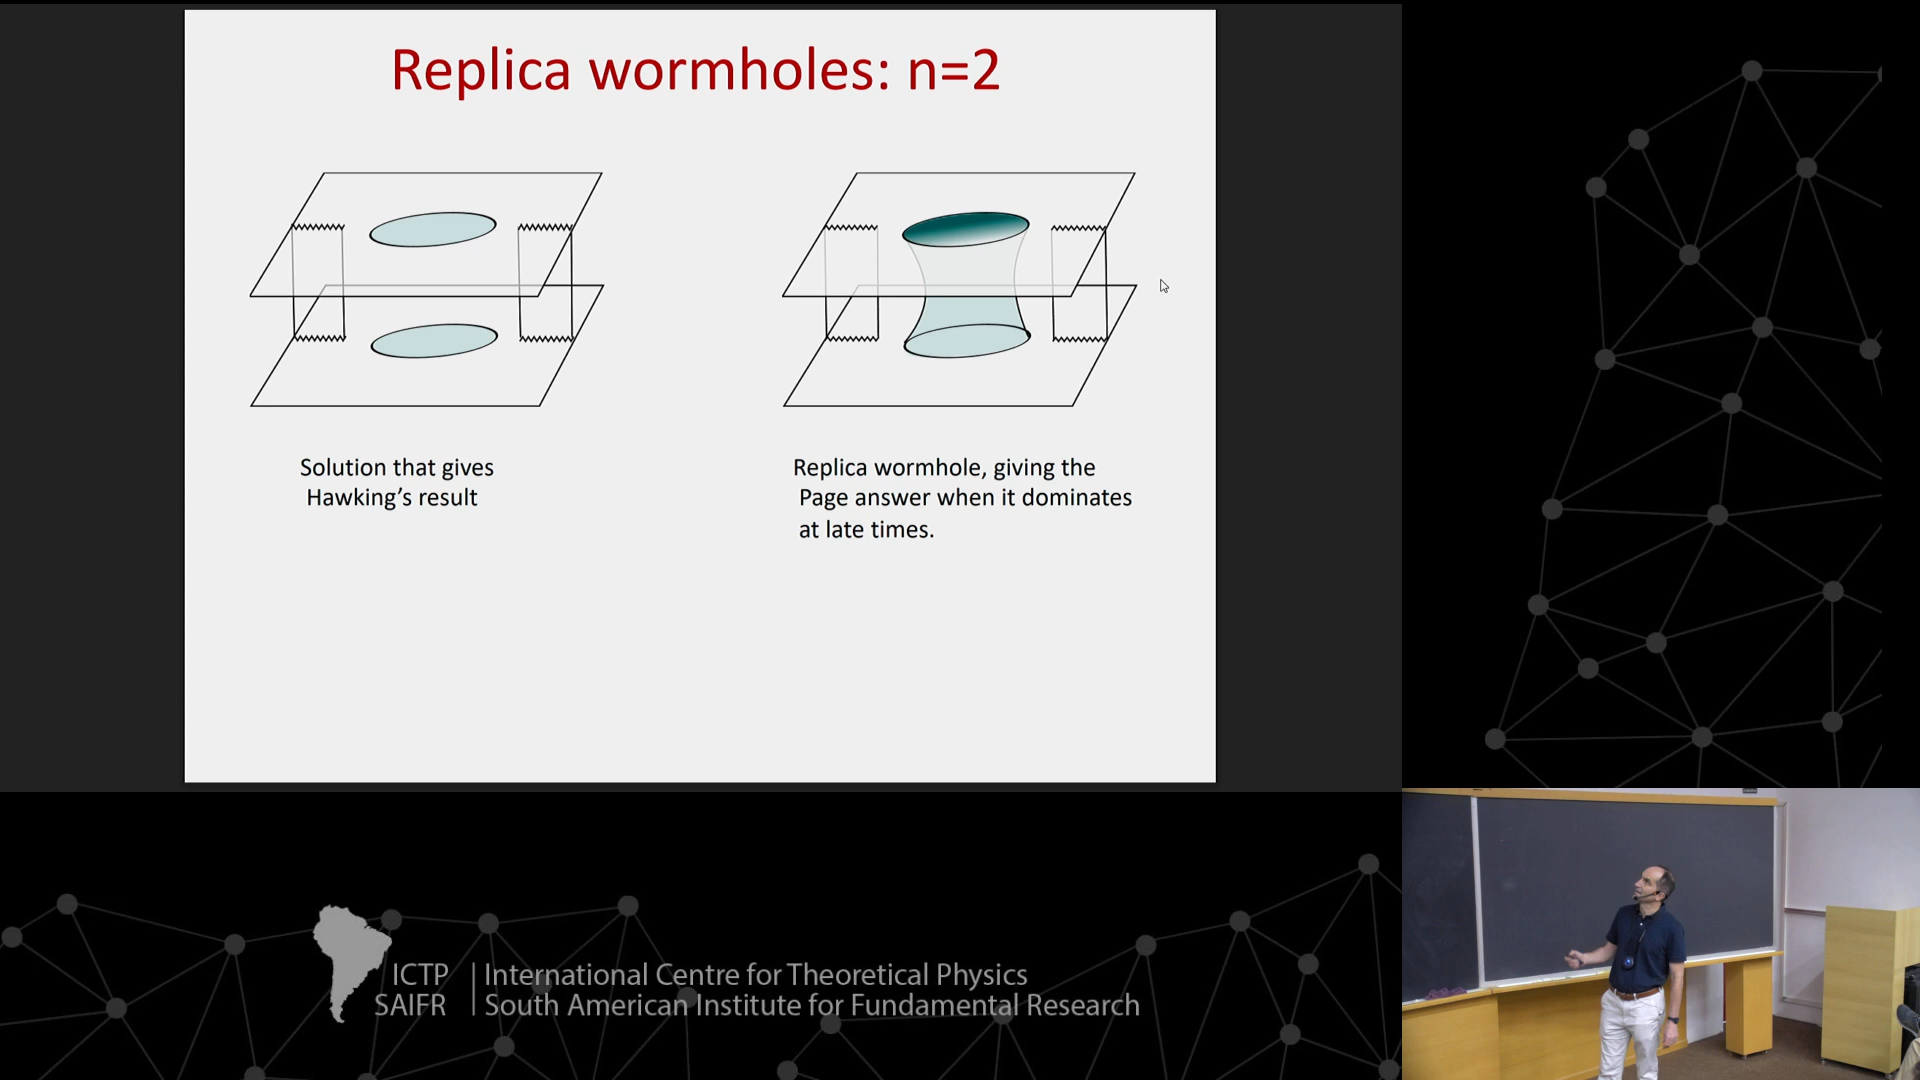 Replica wormholes: n=2
Solution that gives
Hawking’s result
Replica wormhole, giving the
Page answer when it dominates
at late times.
ICTP | International Centre for Theoretical Physics
SAIFR | South American Institute for Fundamental Research